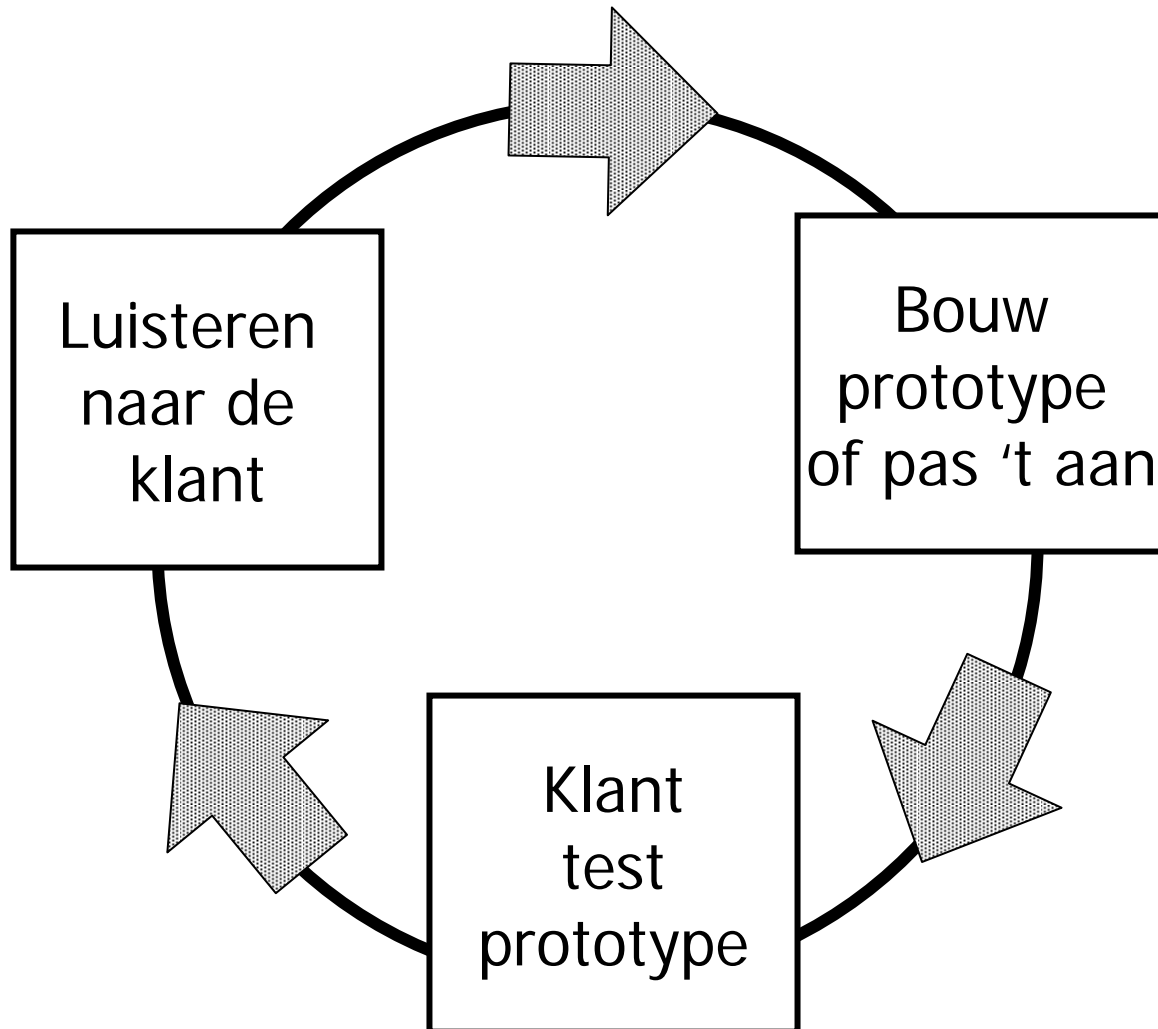 Luisteren
naar de
klant
Bouw
prototype
of pas ‘t aan
Klant
test
prototype